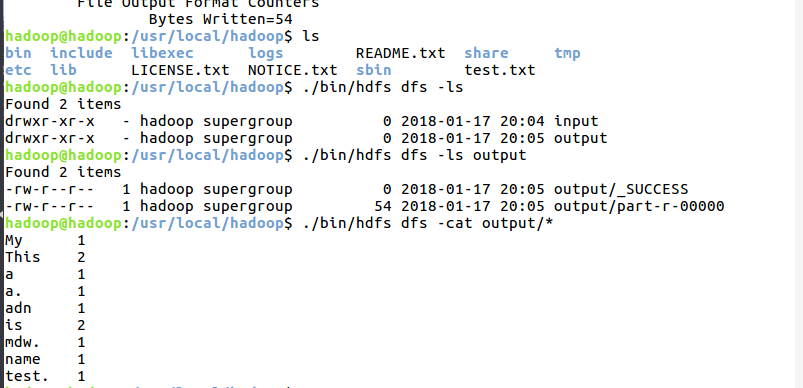 File Output Format Counters
Bytes Written=54
hadoop@hadoop:/usr/local/hadoop$ ls
bin include libexec logs README.txt share tmp
etc lib LICENSE.txt NOTICE.txt sbin test.txt
hadoop@hadoop:/usr/local/hadoop$ ./bin/hdfs dfs -ls
Found 2 items
drwxr-xr-x - hadoop supergroup 0 2018-01-17 20:04 input
drwxr-xr-x - hadoop supergroup 0 2018-01-17 20:05 output
hadoop@hadoop:/usr/local/hadoop$ ./bin/hdfs dfs -ls output
Found 2 items
-rw-r--r-- 1 hadoop supergroup 0 2018-01-17 20:05 output/_SUCCESS
-rw-r--r-- 1 hadoop supergroup 54 2018-01-17 20:05 output/part-r-00000
hadoop@hadoop:/usr/local/hadoop$ ./bin/hdfs dfs -cat output/*
My 1
This 2
a 1
a. 1
adn 1
is 2
mdw. 1
name 1
test. 1